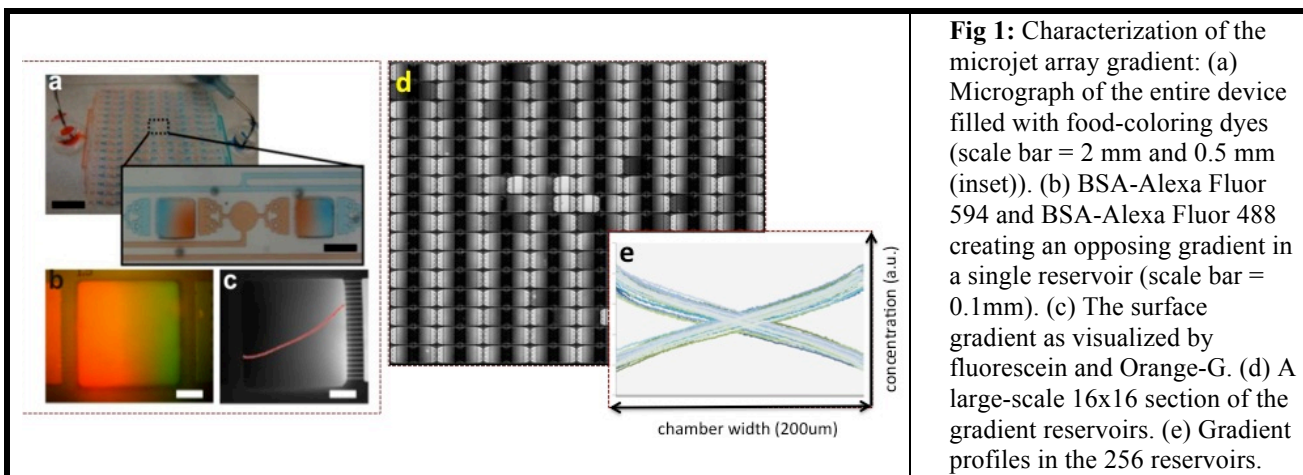 a
d
e
b
c
concentration (a.u.)
chamber width (200um)
Fig 1: Characterization of the
microjet array gradient: (a)
Micrograph of the entire device
filled with food-coloring dyes
(scale bar = 2 mm and 0.5 mm
(inset)). (b) BSA-Alexa Fluor
594 and BSA-Alexa Fluor 488
creating an opposing gradient in
a single reservoir (scale bar =
0.1mm). (c) The surface
gradient as visualized by
fluorescein and Orange-G. (d) A
large-scale 16x16 section of the
gradient reservoirs. (e) Gradient
profiles in the 256 reservoirs.